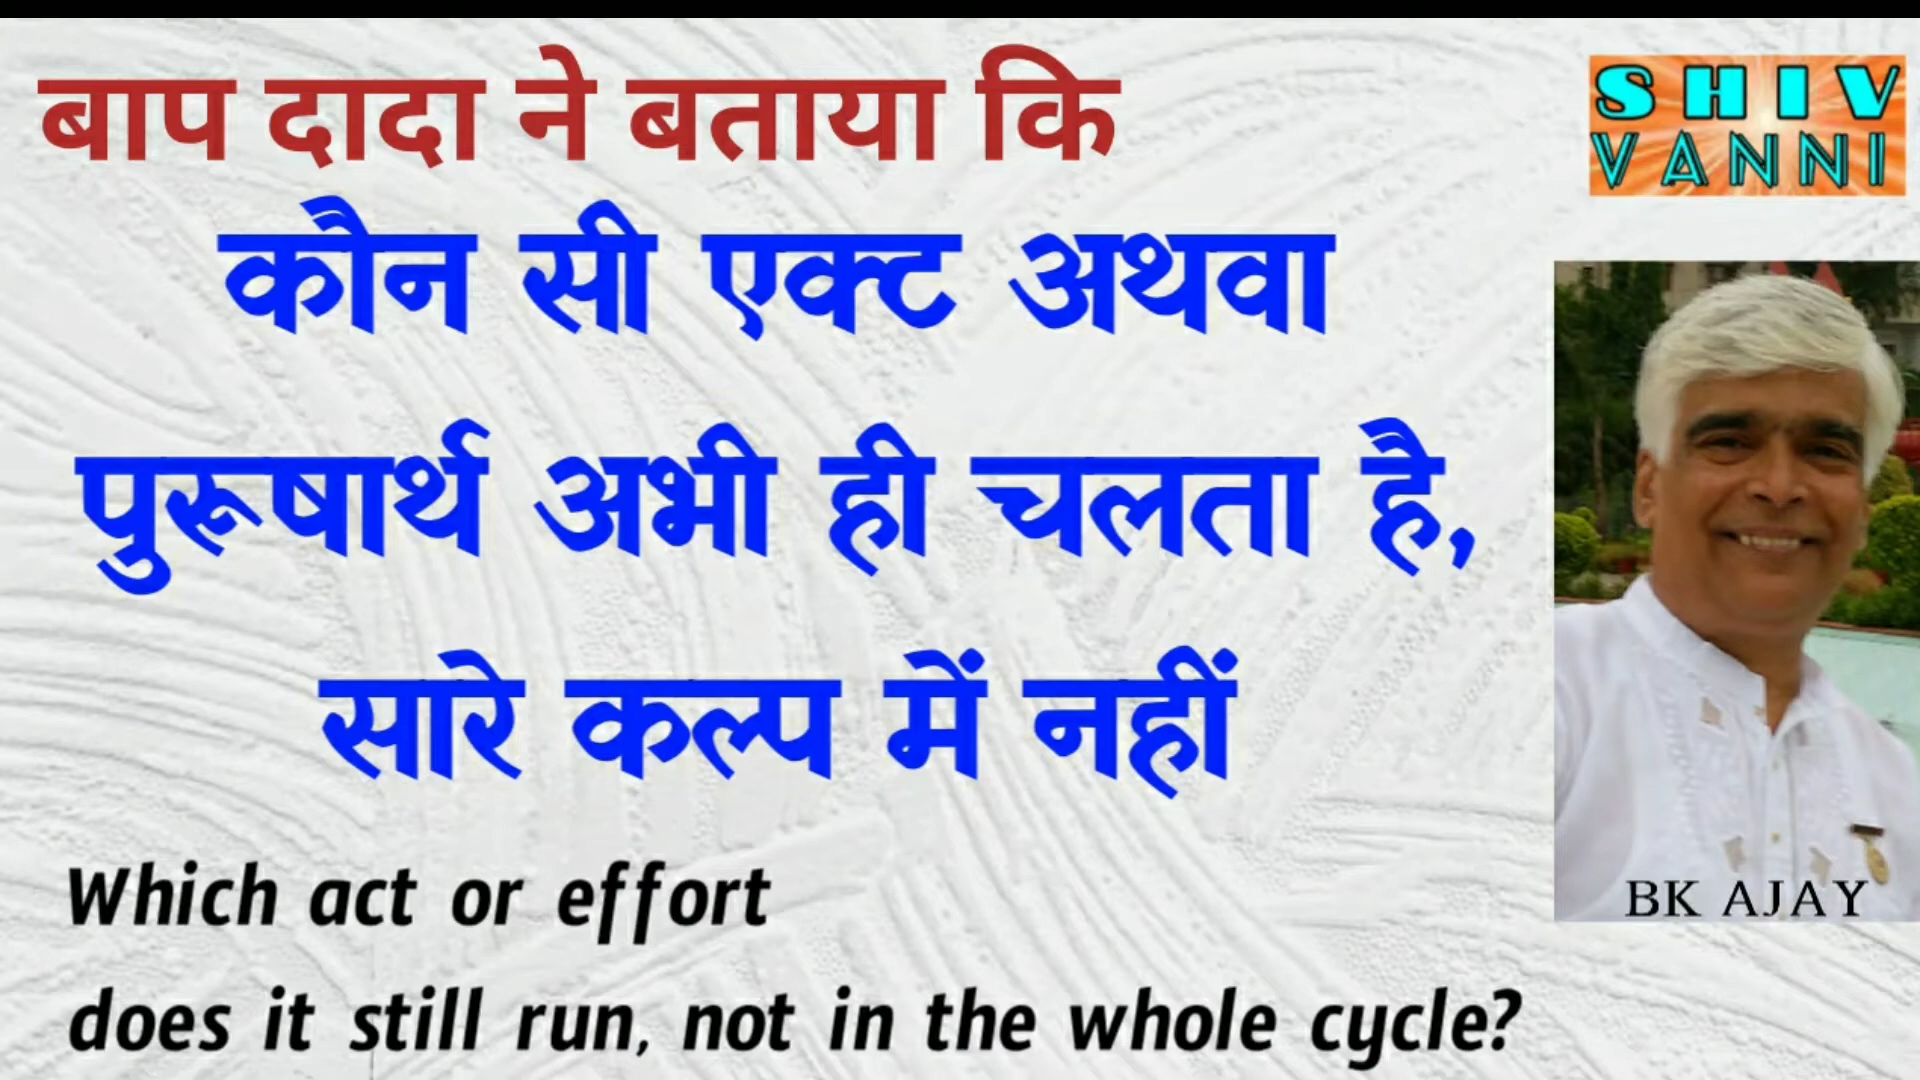 बाप दादा ने बताया कि
SHIV
VANNI
कौन सी एक्ट अथवा
पुरूषार्थ अभी ही चलता है,
सारे कल्प में नहीं
BK AJAY
Which act or effort
does it still run, not in the whole cycle?